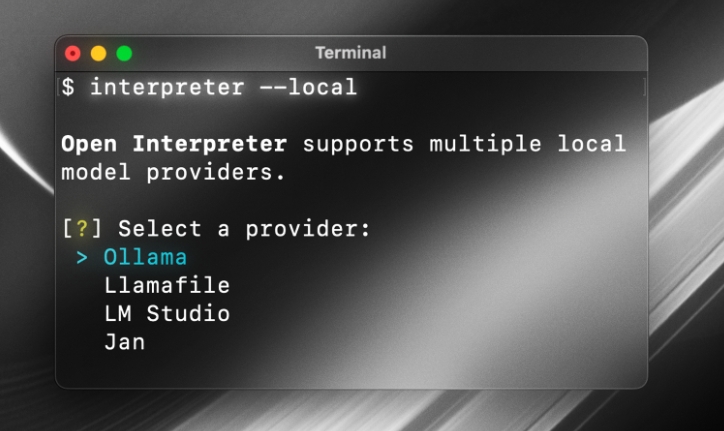 Terminal
$ interpreter --local
Open Interpreter supports multiple local
model providers.
[?] Select a provider:
> Ollama
Llamafile
LM Studio
Jan